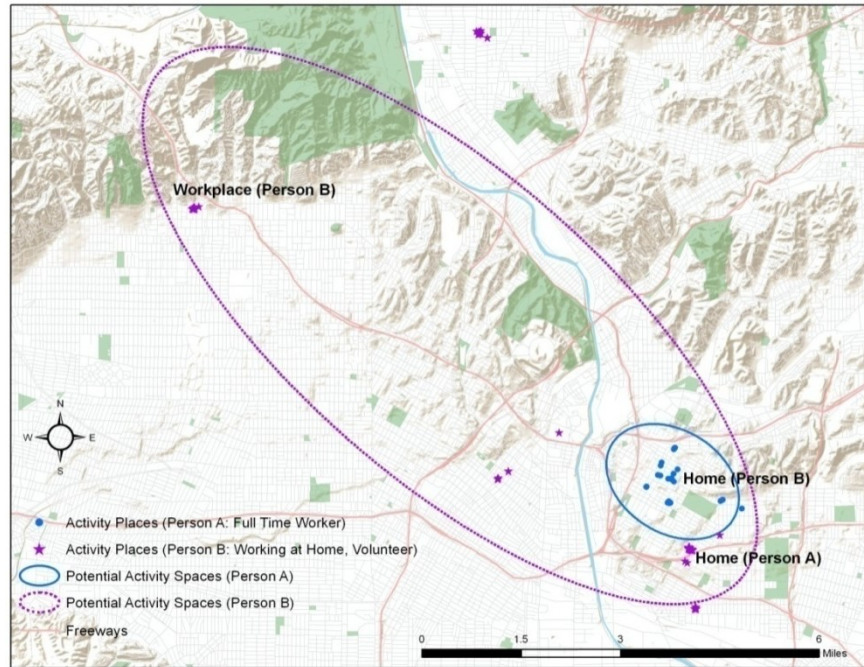 Workplace (Person B)
N
W E
S
Home (Person B)
Activity Places (Person A: Full Time Worker)
Activity Places (Person B: Working at Home, Volunteer)
Home (Person A)
Potential Activity Spaces (Person A)
Potential Activity Spaces (Person B)
Freeways
0 1.5 3 6
Miles